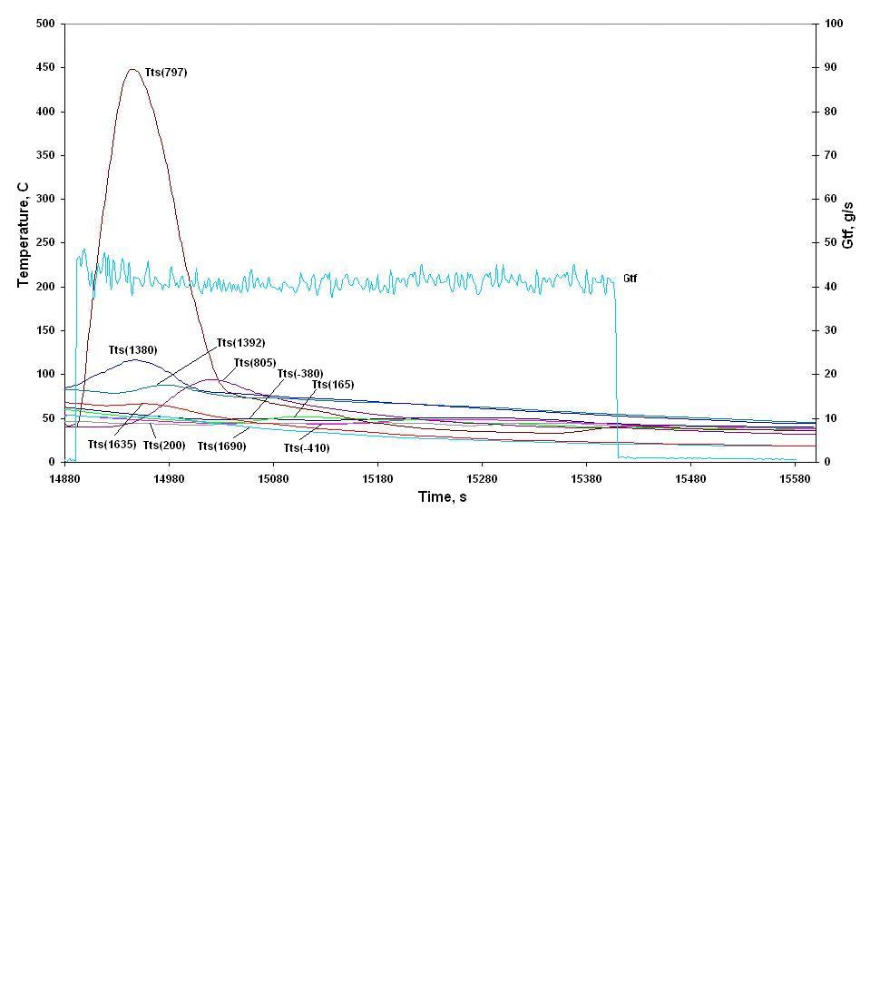 500 100
450 90
Tts(797)
400 80
350 70
300 60
Temperature, C
Gtf, g/s
250 50
200 40
Gtf
150 30
Tts(1380)
Tts(1392)
100 20
Tts(805)
Tts(-380)
Tts(165)
50 10
Tts(1635)
Tts(200)
Tts(1690)
Tts(-410)
0 0
14880 14980 15080 15180 15280 15380 15480 15580
Time, s